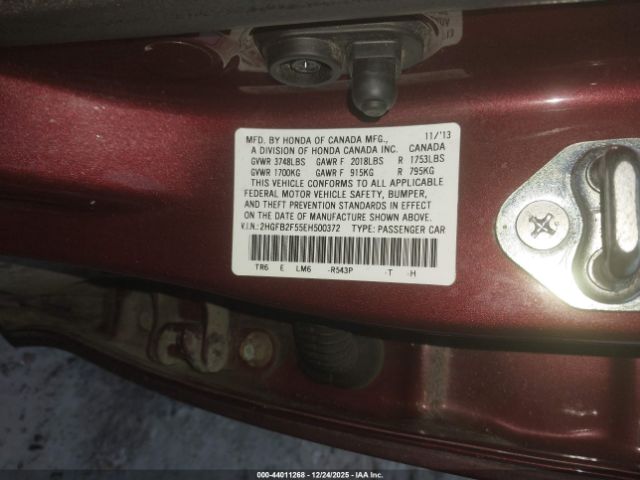 MFD. BY HONDA OF CANADA MFG., 11/'13
A DIVISION OF HONDA CANADA INC. CANADA
GVWR 3748LBS GAWR F 2018LBS R 1753LBS
GVWR 1700KG GAWR F 915KG R 795KG
THIS VEHICLE CONFORMS TO ALL APPLICABLE
FEDERAL MOTOR VEHICLE SAFETY, BUMPER,
AND THEFT PREVENTION STANDARDS IN EFFECT
ON THE DATE OF MANUFACTURE SHOWN ABOVE.
V.I.N.:2HGFB2F55EH500372 TYPE: PASSENGER CAR
TR6 E LM6 -R543P -T -H
000-44011268 - 12/24/2025 - IAA Inc.